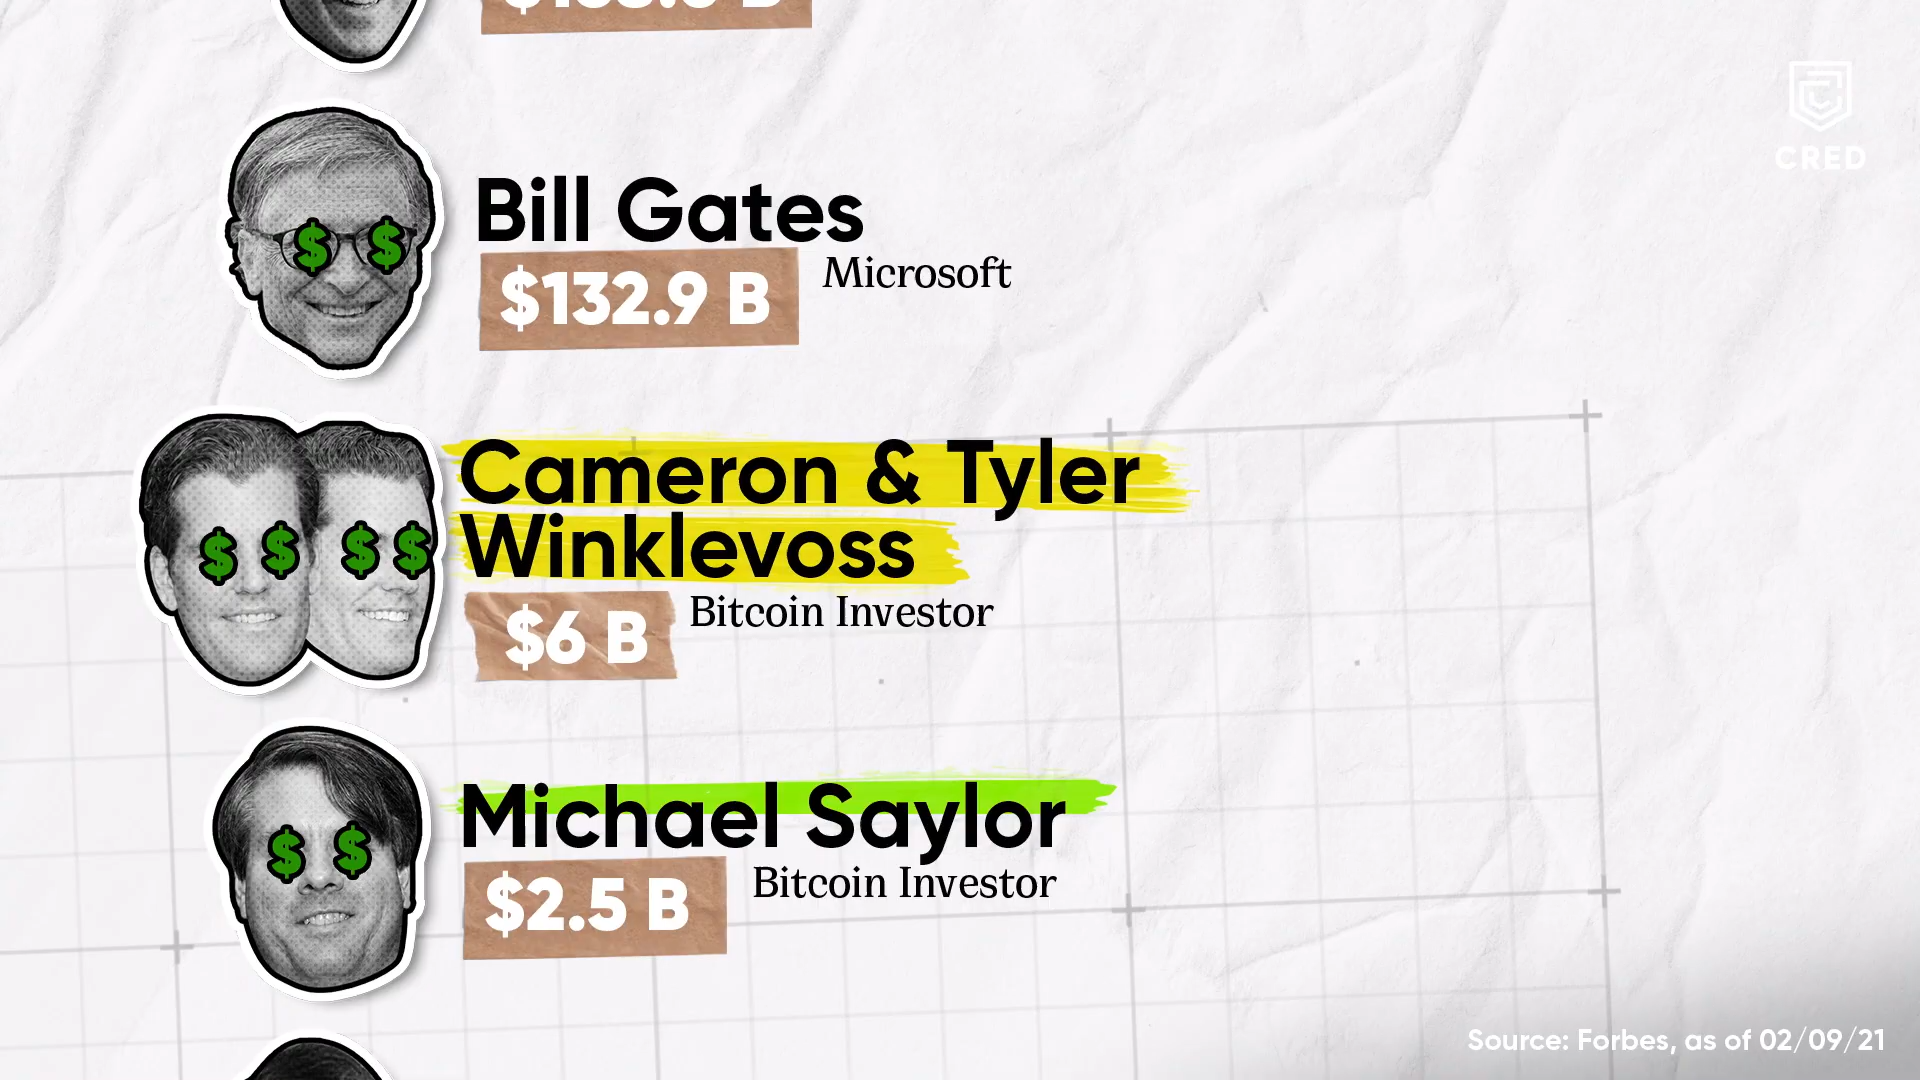 CRED
Bill Gates
$132.9 B
Microsoft
Cameron & Tyler
Winklevoss
$6 B
Bitcoin Investor
Michael Saylor
$2.5 B
Bitcoin Investor
Source: Forbes, as of 02/09/21